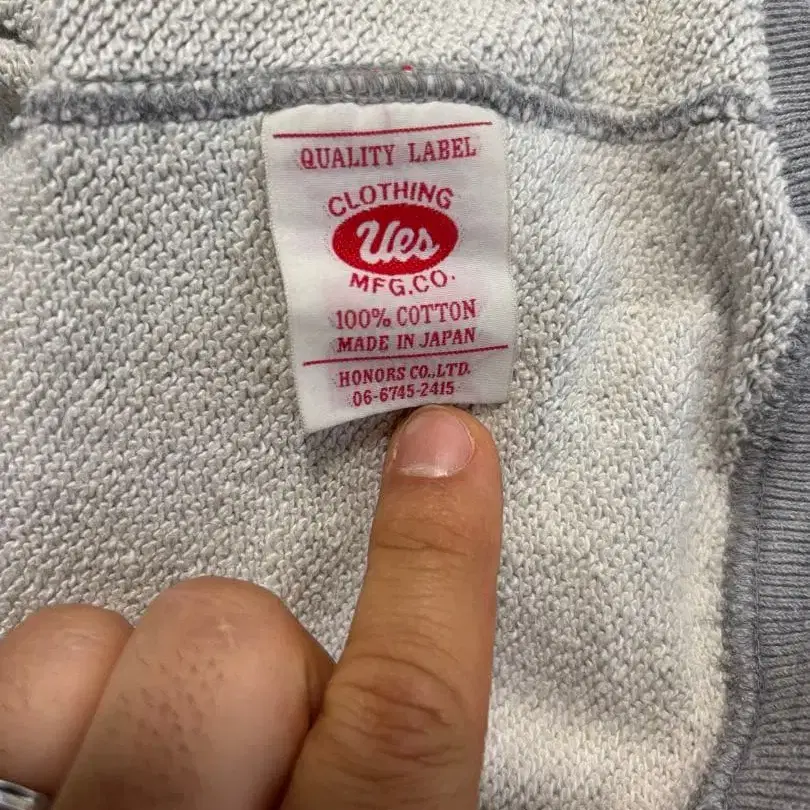 QUALITY LABEL
CLOTHING
Ues
MFG.CO.
100% COTTON
MADE IN JAPAN
HONORS CO.,LTD.
06-6745-2415